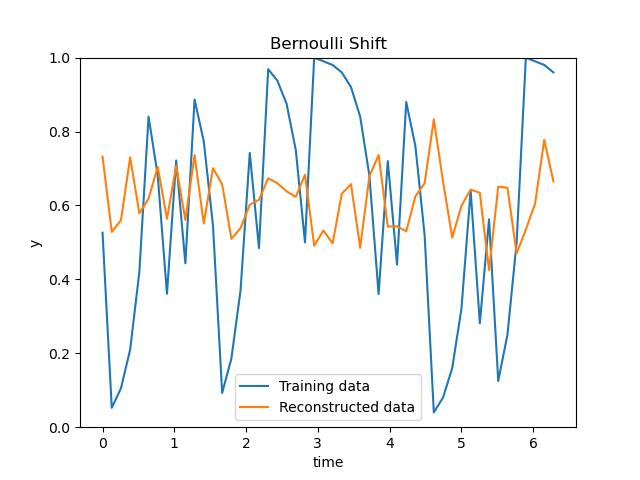 Bernoulli Shift
1.0
0.8
0.6
0.4
0.2
0.0
y
Training data
Reconstructed data
0 1 2 3 4 5 6
time